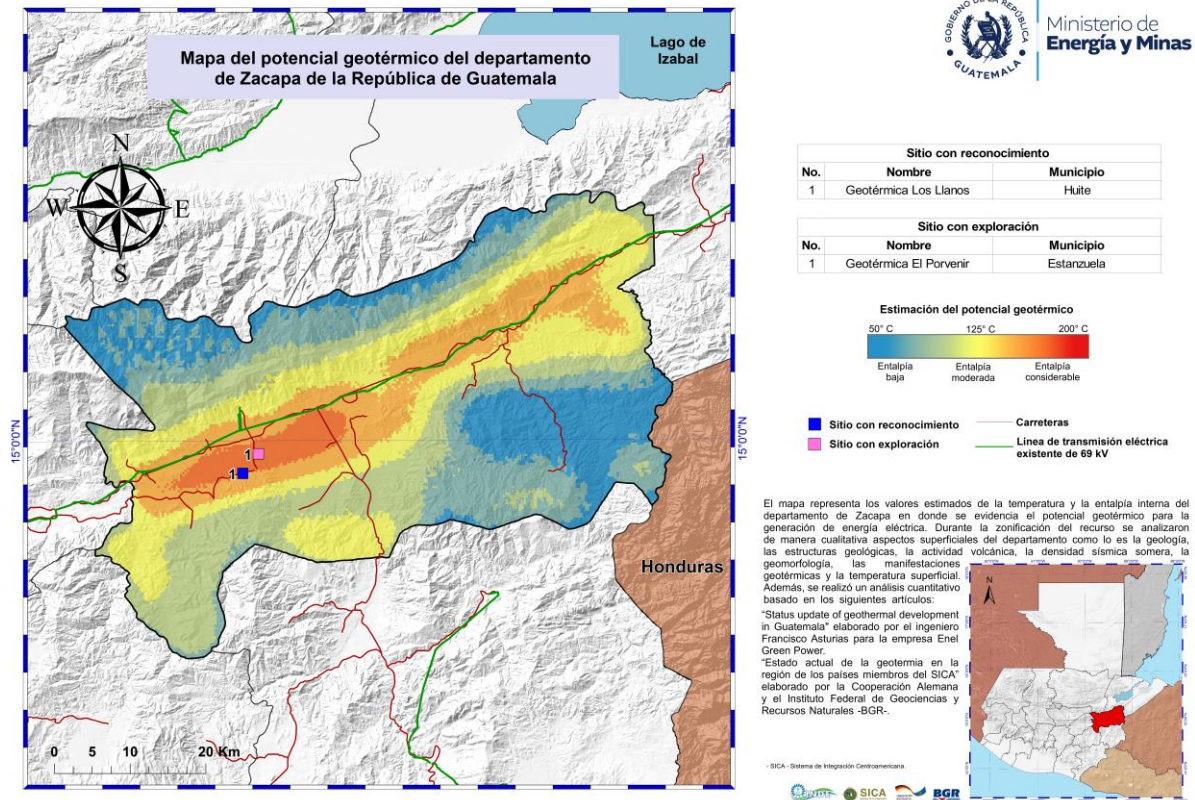 Mapa del potencial geotérmico del departamento
de Zacapa de la República de Guatemala
Lago de
Izabal
N
W
E
S
15°0'0"N
15°0'0"N
1
1
Honduras
0 5 10 20 Km
GOBIERNO DE LA REPÚBLICA
GUATEMALA
Ministerio de
Energía y Minas
Sitio con reconocimiento
No. Nombre Municipio
1 Geotérmica Los Llanos Huite
Sitio con exploración
No. Nombre Municipio
1 Geotérmica El Porvenir Estanzuela
Estimación del potencial geotérmico
50° C 125° C 200° C
Entalpía
baja
Entalpía
moderada
Entalpía
considerable
Sitio con reconocimiento
Sitio con exploración
Carreteras
Linea de transmisión eléctrica
existente de 69 kV
El mapa representa los valores estimados de la temperatura y la entalpía interna del
departamento de Zacapa en donde se evidencia el potencial geotérmico para la
generación de energía eléctrica. Durante la zonificación del recurso se analizaron
de manera cualitativa aspectos superficiales del departamento como lo es la geología,
las estructuras geológicas, la actividad volcánica, la densidad sísmica somera, la
geomorfología, las manifestaciones
geotérmicas y la temperatura superficial.
Además, se realizó un análisis cuantitativo
basado en los siguientes artículos:
"Status update of geothermal development
in Guatemala" elaborado por el ingeniero
Francisco Asturias para la empresa Enel
Green Power.
"Estado actual de la geotermia en la
región de los países miembros del SICA"
elaborado por la Cooperación Alemana
y el Instituto Federal de Geociencias y
Recursos Naturales -BGR-.
N
- SICA - Sistema de Integración Centroamericana.
SICA
BGR